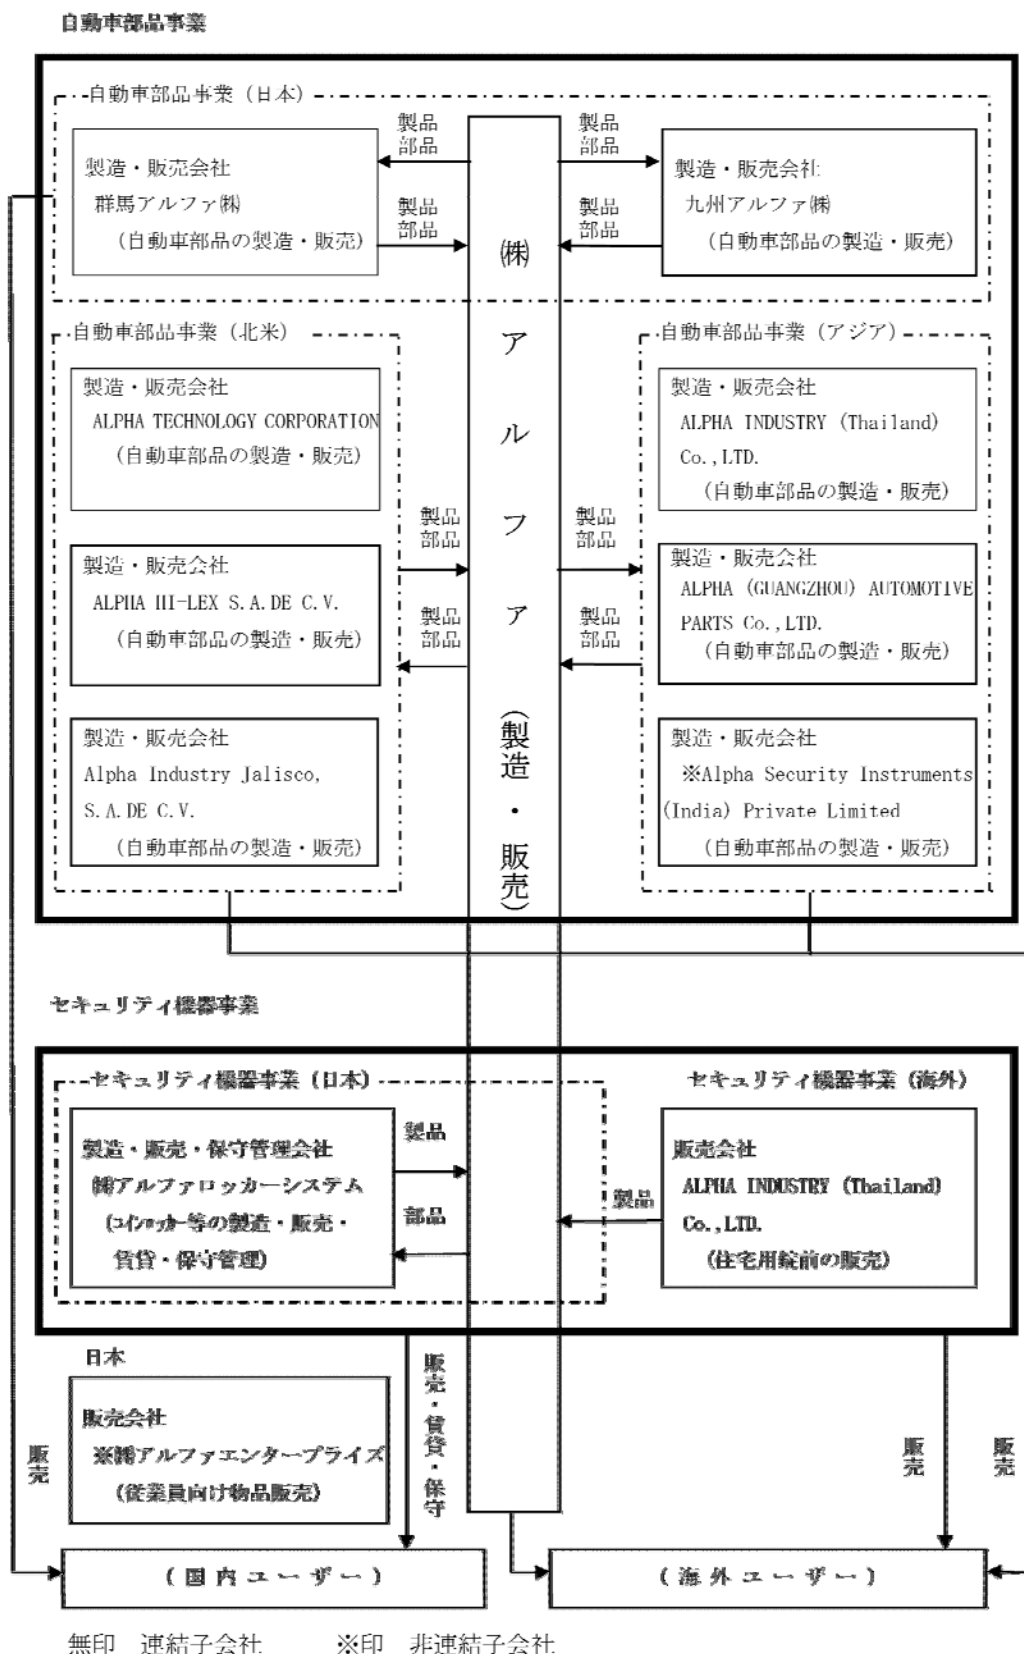 自動車部品事業
自動車部品事業（日本）
製品
部品
製品
部品
製造・販売会社
群馬アルファ㈱
（自動車部品の製造・販売）
製品
部品
製品
部品
製造・販売会社
九州アルファ㈱
（自動車部品の製造・販売）
㈱アルファ（製造・販売）
自動車部品事業（北米）
製造・販売会社
ALPHA TECHNOLOGY CORPORATION
（自動車部品の製造・販売）
製造・販売会社
ALPHA HI-LEX S.A.DE C.V.
（自動車部品の製造・販売）
製造・販売会社
Alpha Industry Jalisco,
S.A.DE C.V.
（自動車部品の製造・販売）
製品
部品
製品
部品
製品
部品
製品
部品
自動車部品事業（アジア）
製造・販売会社
ALPHA INDUSTRY (Thailand)
Co.,LTD.
（自動車部品の製造・販売）
製造・販売会社
ALPHA (GUANGZHOU) AUTOMOTIVE
PARTS Co.,LTD.
（自動車部品の製造・販売）
製造・販売会社
※Alpha Security Instruments
(India) Private Limited
（自動車部品の製造・販売）
セキュリティ機器事業
セキュリティ機器事業（日本）
製造・販売・保守管理会社
㈱アルファロッカーシステム
（ｺｲﾝﾛｯｶｰ等の製造・販売・
賃貸・保守管理）
製品
部品
セキュリティ機器事業（海外）
販売会社
ALPHA INDUSTRY (Thailand)
Co.,LTD.
（住宅用錠前の販売）
製品
日本
販売会社
※㈱アルファエンタープライズ
（従業員向け物品販売）
販売
販売・賃貸・保守
販売
販売
（国内ユーザー）
（海外ユーザー）
無印　連結子会社　　　※印　非連結子会社